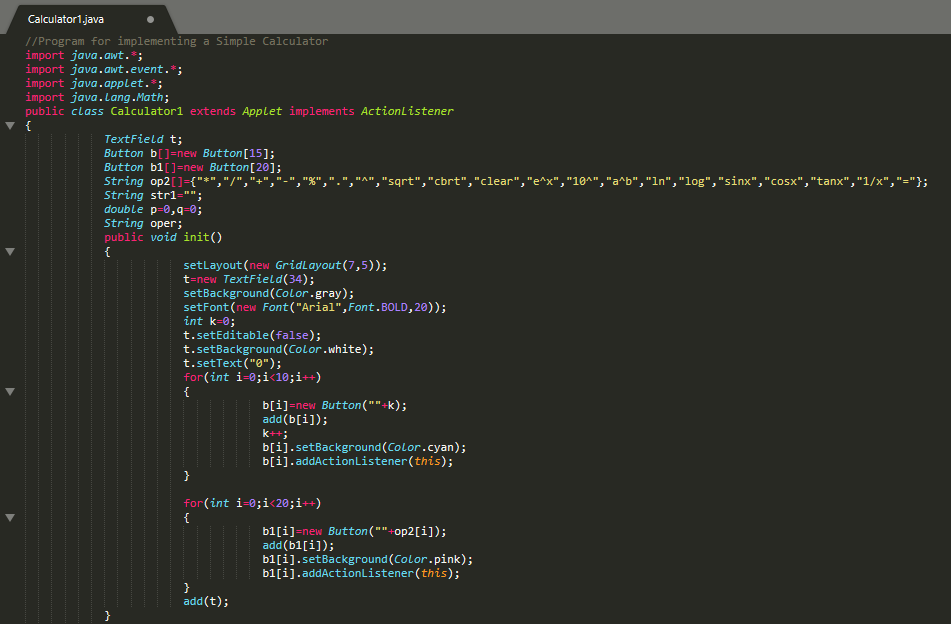 Calculator1.java
//Program for implementing a Simple Calculator
import java.awt.*;
import java.awt.event.*;
import java.applet.*;
import java.lang.Math;
public class Calculator1 extends Applet implements ActionListener
{
TextField t;
Button b[]=new Button[15];
Button b1[]=new Button[20];
String op2[]={"*","/","+","-","%",".","^","sqrt","cbrt","clear","e^x","10^","a^b","ln","log","sinx","cosx","tanx","1/x","="};
String str1="";
double p=0,q=0;
String oper;
public void init()
{
setLayout(new GridLayout(7,5));
t=new TextField(34);
setBackground(Color.gray);
setFont(new Font("Arial",Font.BOLD,20));
int k=0;
t.setEditable(false);
t.setBackground(Color.white);
t.setText("0");
for(int i=0;i<10;i++)
{
b[i]=new Button(""+k);
add(b[i]);
k++;
b[i].setBackground(Color.cyan);
b[i].addActionListener(this);
}
for(int i=0;i<20;i++)
{
b1[i]=new Button(""+op2[i]);
add(b1[i]);
b1[i].setBackground(Color.pink);
b1[i].addActionListener(this);
}
add(t);
}